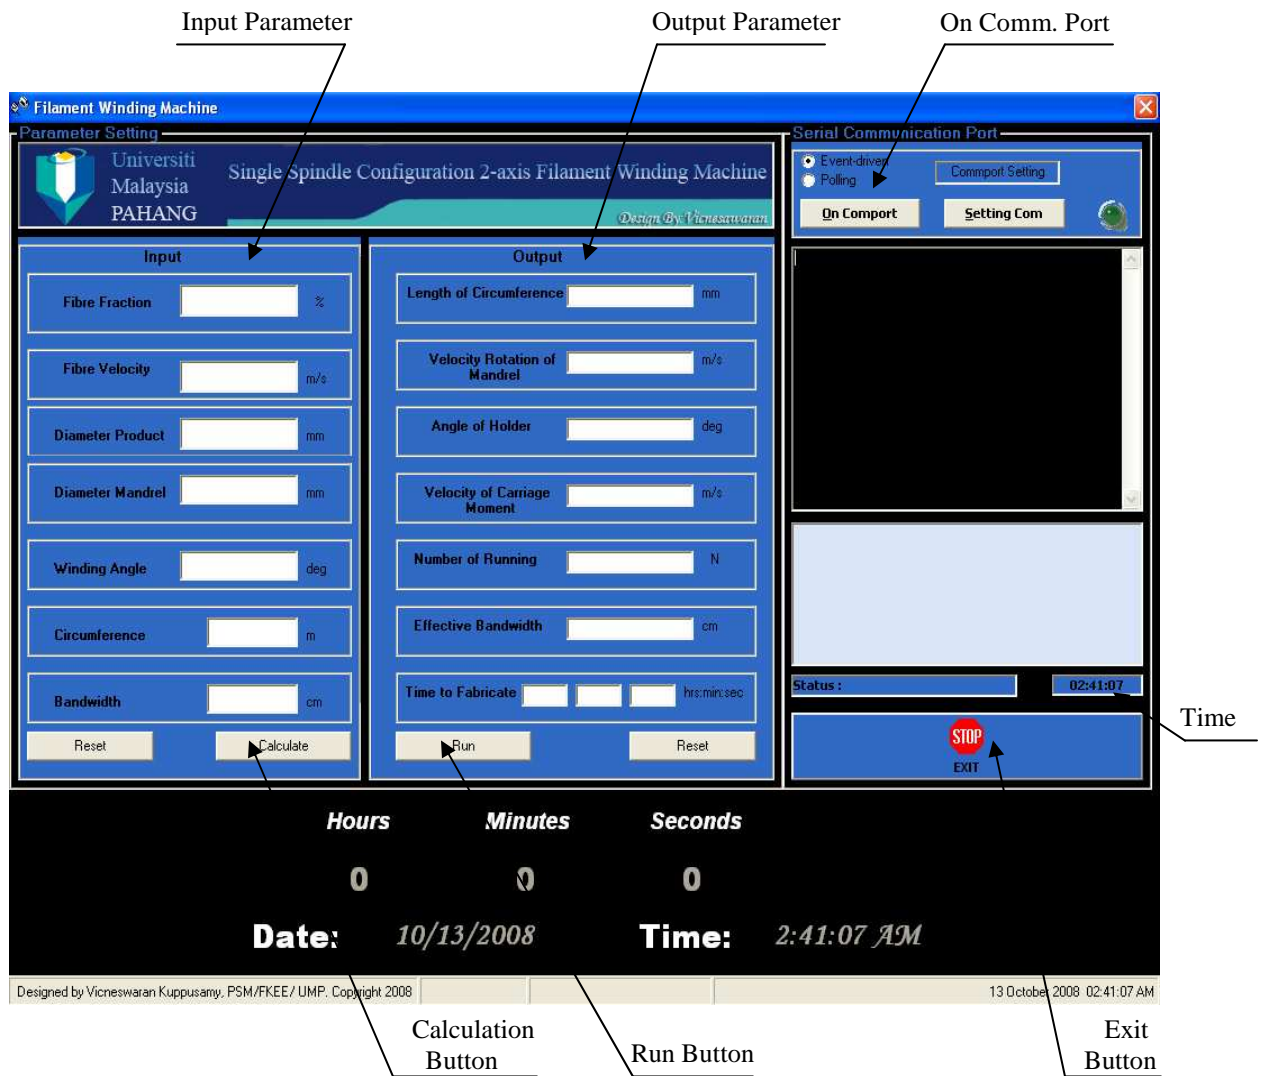 Input Parameter
Output Parameter
On Comm. Port
Filament Winding Machine
Parameter Setting
Universiti
Malaysia
PAHANG
Single Spindle Configuration 2-axis Filament Winding Machine
Design By: Vicneswaran
Serial Communication Port
Event-driven
Polling
Commport Setting
On Comport
Setting Com
Input
Fibre Fraction
%
Fibre Velocity
m/s
Diameter Product
mm
Diameter Mandrel
mm
Winding Angle
deg
Circumference
m
Bandwidth
cm
Reset
Calculate
Output
Length of Circumference
mm
Velocity Rotation of
Mandrel
m/s
Angle of Holder
deg
Velocity of Carriage
Moment
m/s
Number of Running
N
Effective Bandwidth
cm
Time to Fabricate
hrs:min:sec
Run
Reset
Status :
02:41:07
Time
STOP
EXIT
Hours
Minutes
Seconds
0
0
0
Date:
10/13/2008
Time:
2:41:07 AM
Designed by Vicneswaran Kuppusamy, PSM/FKEE/ UMP. Copyright 2008
13 October 2008 02:41:07 AM
Calculation
Button
Run Button
Exit
Button